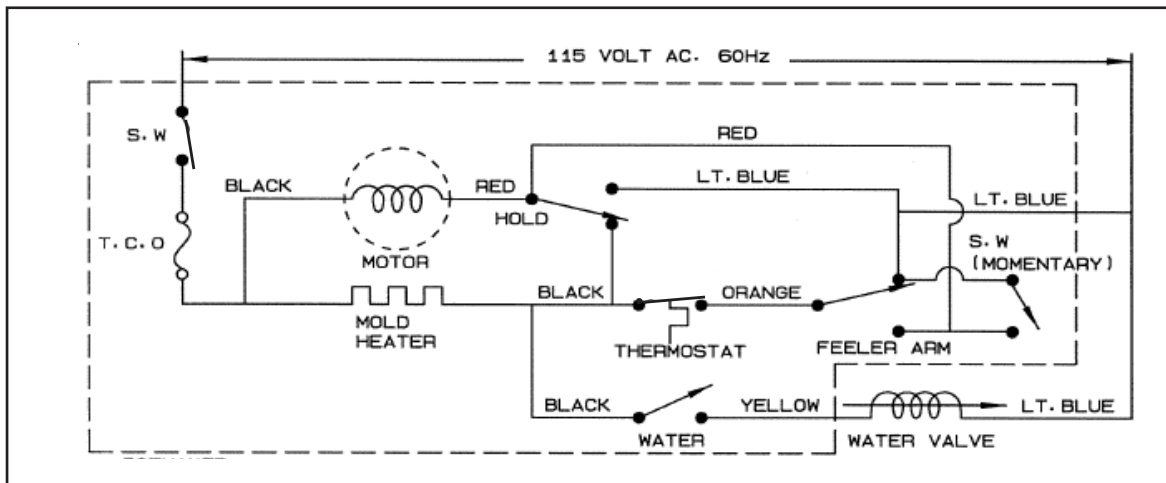 115 VOLT AC. 60Hz
S.W
RED
BLACK
RED
LT. BLUE
HOLD
LT. BLUE
T.C.O
S.W
(MOMENTARY)
MOTOR
BLACK
ORANGE
MOLD
HEATER
THERMOSTAT
FEELER ARM
BLACK
YELLOW
LT. BLUE
WATER
WATER VALVE